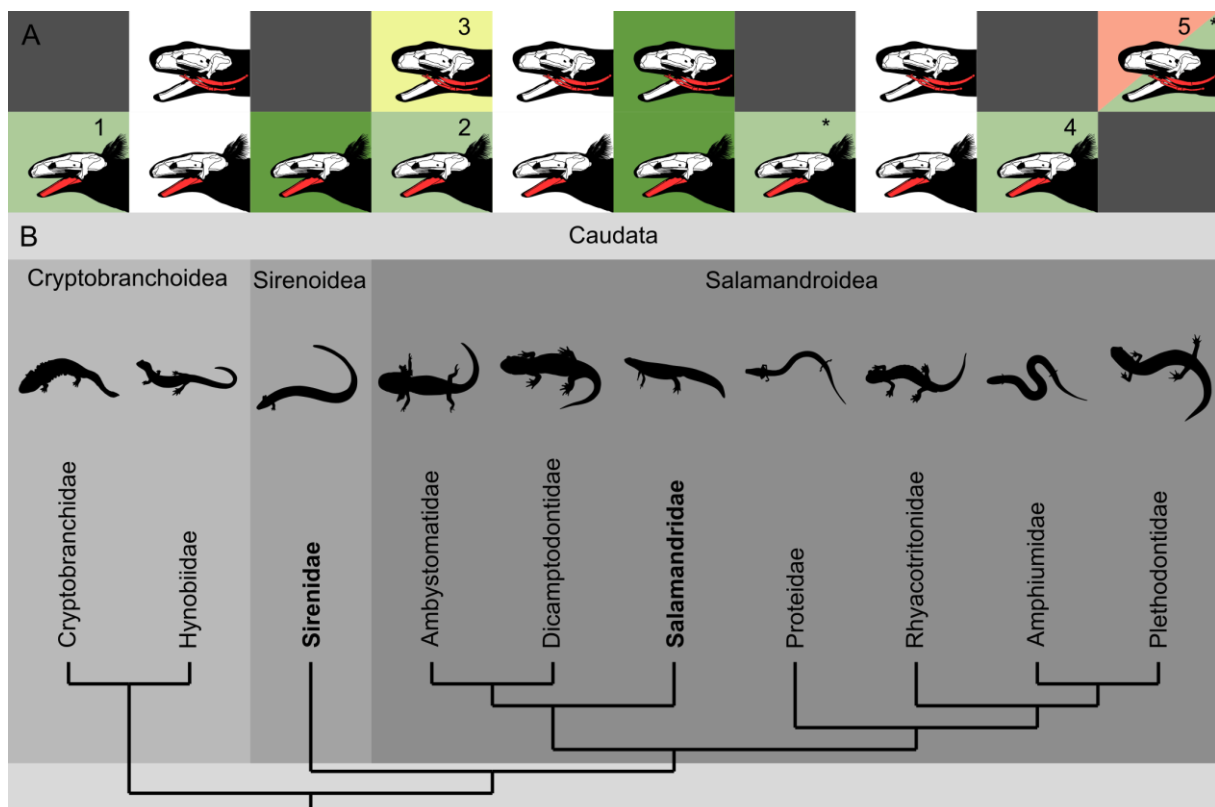 A
3
5
*
1
2
*
4
B
Caudata
Cryptobranchoidea
Sirenoidea
Salamandroidea
Cryptobranchidae
Hynobiidae
Sirenidae
Ambystomatidae
Dicamptodontidae
Salamandridae
Proteidae
Rhyacotritonidae
Amphiumidae
Plethodontidae